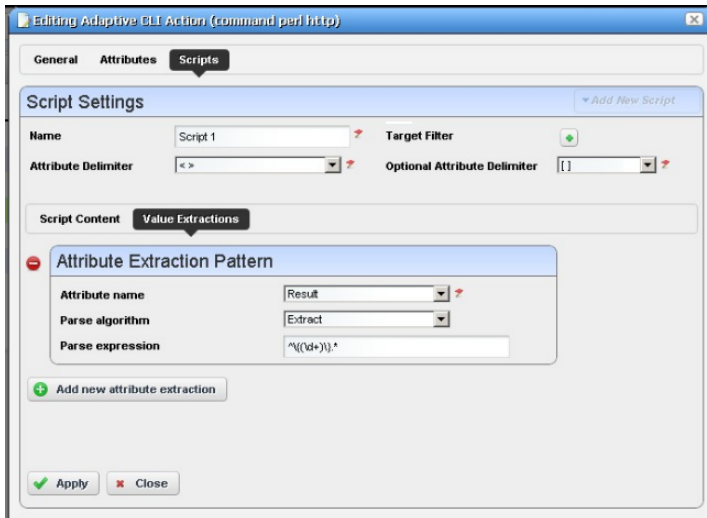 Editing Adaptive CLI Action (command perl http)
General Attributes Scripts
Script Settings
Add New Script
Name Script 1 Target Filter
Attribute Delimiter < > Optional Attribute Delimiter [ ]
Script Content Value Extractions
Attribute Extraction Pattern
Attribute name Result
Parse algorithm Extract
Parse expression ^\{(\d+)\}.*
Add new attribute extraction
Apply Close